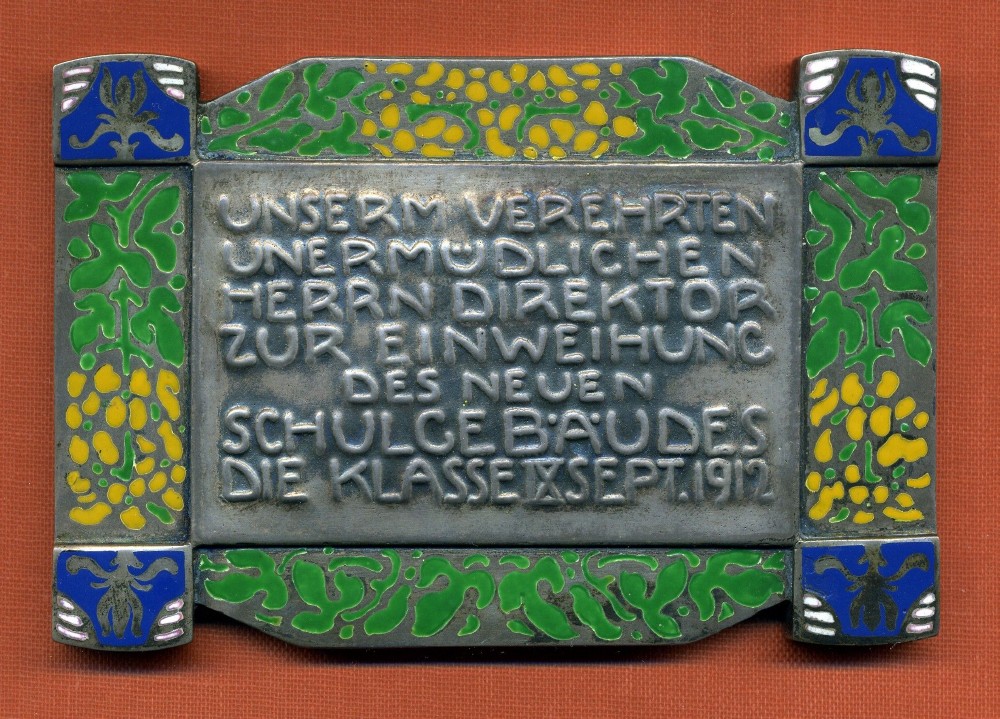 UNSERM VEREHRTEN
UNERMÜDLICHEN
HERRN DIREKTOR
ZUR EINWEIHUNG
DES NEUEN
SCHULGEBÄUDES
DIE KLASSE IX SEPT. 1912